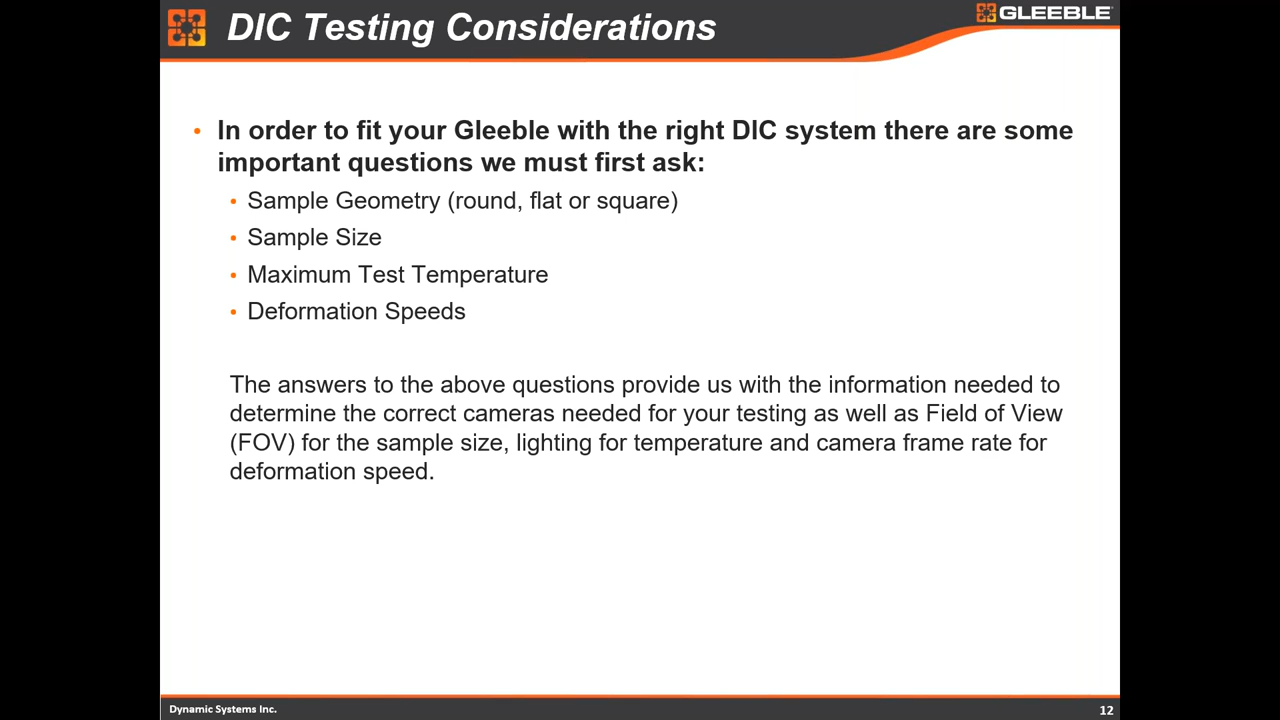 DIC Testing Considerations
GLEEBLE
• In order to fit your Gleeble with the right DIC system there are some
important questions we must first ask:
• Sample Geometry (round, flat or square)
• Sample Size
• Maximum Test Temperature
• Deformation Speeds
The answers to the above questions provide us with the information needed to
determine the correct cameras needed for your testing as well as Field of View
(FOV) for the sample size, lighting for temperature and camera frame rate for
deformation speed.
Dynamic Systems Inc.
12